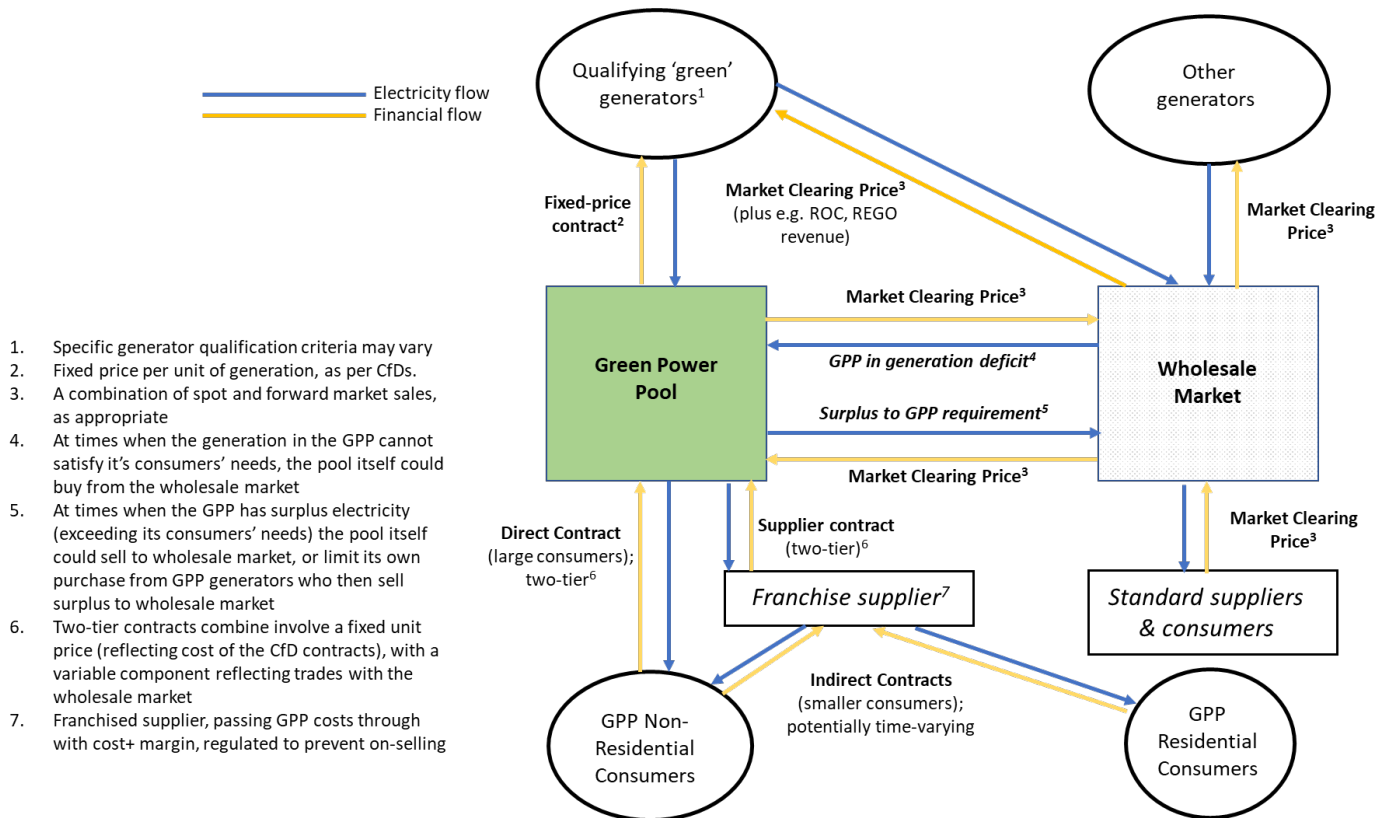 Qualifying ‘green’
generators¹
Other
generators
Electricity flow
Financial flow
Fixed-price
contract²
Market Clearing Price³
(plus e.g. ROC, REGO
revenue)
Market Clearing
Price³
Market Clearing Price³
GPP in generation deficit⁴
Green Power
Pool
Wholesale
Market
Surplus to GPP requirement⁵
Market Clearing Price³
1. Specific generator qualification criteria may vary
2. Fixed price per unit of generation, as per CfDs.
3. A combination of spot and forward market sales,
as appropriate
4. At times when the generation in the GPP cannot
satisfy it’s consumers’ needs, the pool itself could
buy from the wholesale market
5. At times when the GPP has surplus electricity
(exceeding its consumers’ needs) the pool itself
could sell to wholesale market, or limit its own
purchase from GPP generators who then sell
surplus to wholesale market
6. Two-tier contracts combine involve a fixed unit
price (reflecting cost of the CfD contracts), with a
variable component reflecting trades with the
wholesale market
7. Franchised supplier, passing GPP costs through
with cost+ margin, regulated to prevent on-selling
Direct Contract
(large consumers);
two-tier⁶
Supplier contract
(two-tier)⁶
Market Clearing
Price³
Franchise supplier⁷
Standard suppliers
& consumers
Indirect Contracts
(smaller consumers);
potentially time-varying
GPP Non-
Residential
Consumers
GPP
Residential
Consumers